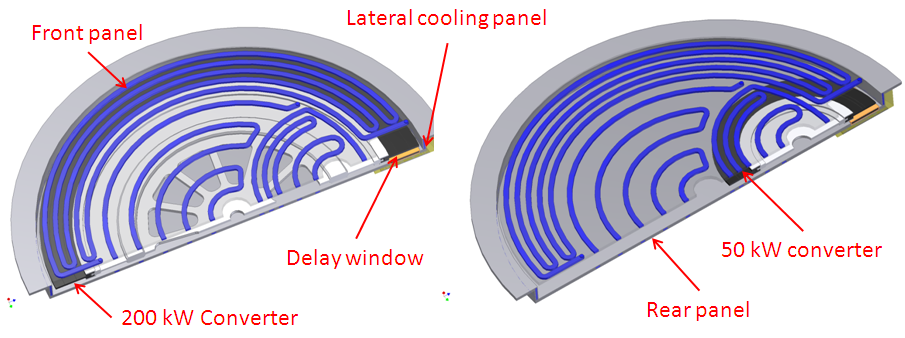 Lateral cooling panel
Front panel
Delay window
200 kW Converter
50 kW converter
Rear panel